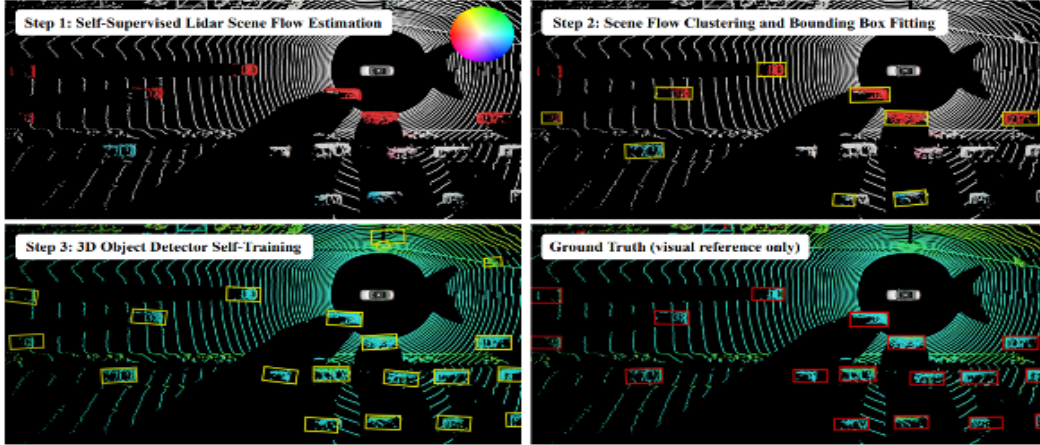 Step 1: Self-Supervised Lidar Scene Flow Estimation
Step 2: Scene Flow Clustering and Bounding Box Fitting
Step 3: 3D Object Detector Self-Training
Ground Truth (visual reference only)